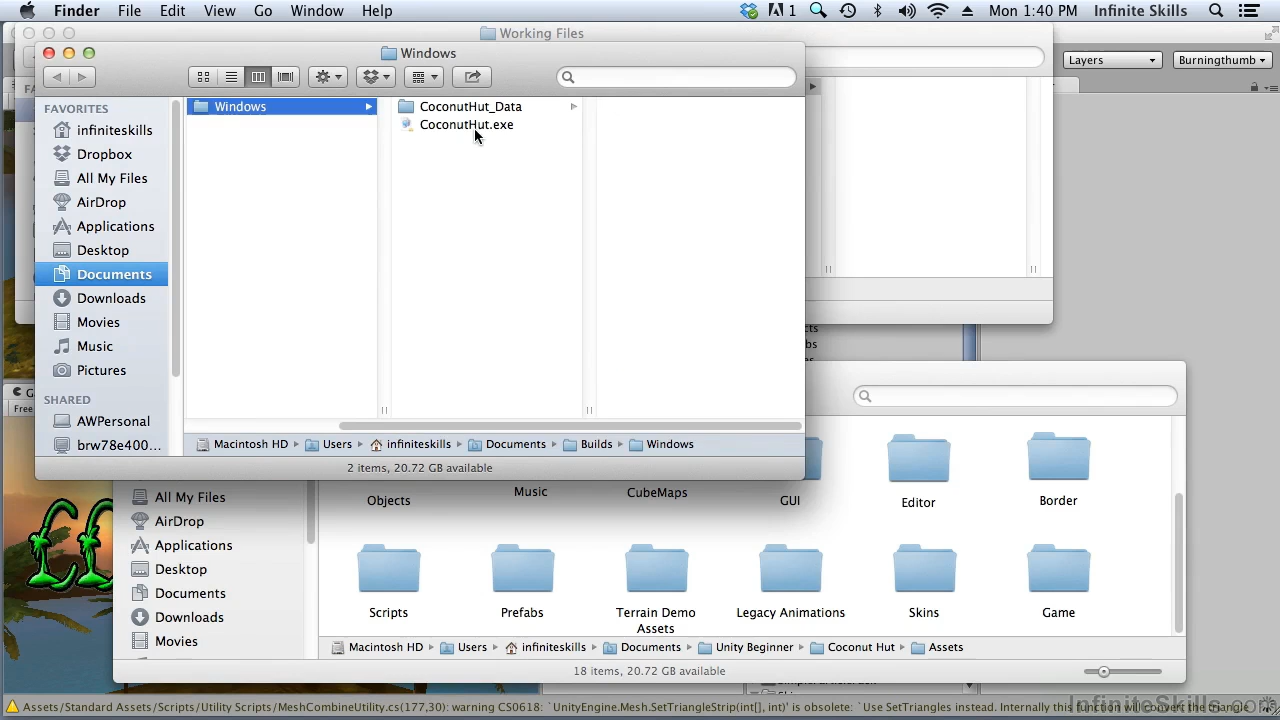 Finder File Edit View Go Window Help
1 Mon 1:40 PM Infinite Skills
Working Files
Windows
Layers Burningthumb
FAVORITES
infiniteskills
Dropbox
All My Files
AirDrop
Applications
Desktop
Documents
Downloads
Movies
Music
Pictures
SHARED
AWPersonal
brw78e400...
Windows
CoconutHut_Data
CoconutHut.exe
Macintosh HD Users infiniteskills Documents Builds Windows
2 items, 20.72 GB available
Free
All My Files
AirDrop
Applications
Desktop
Documents
Downloads
Movies
Objects Music CubeMaps GUI Editor Border
Scripts Prefabs Terrain Demo Assets Legacy Animations Skins Game
Macintosh HD Users infiniteskills Documents Unity Beginner Coconut Hut Assets
18 items, 20.72 GB available
Assets/Standard Assets/Scripts/Utility Scripts/MeshCombineUtility.cs(177,30): warning CS0618: `UnityEngine.Mesh.SetTriangleStrip(int[], int)' is obsolete: `Use SetTriangles instead. Internally this function will convert the triangle
InfiniteSkills.com